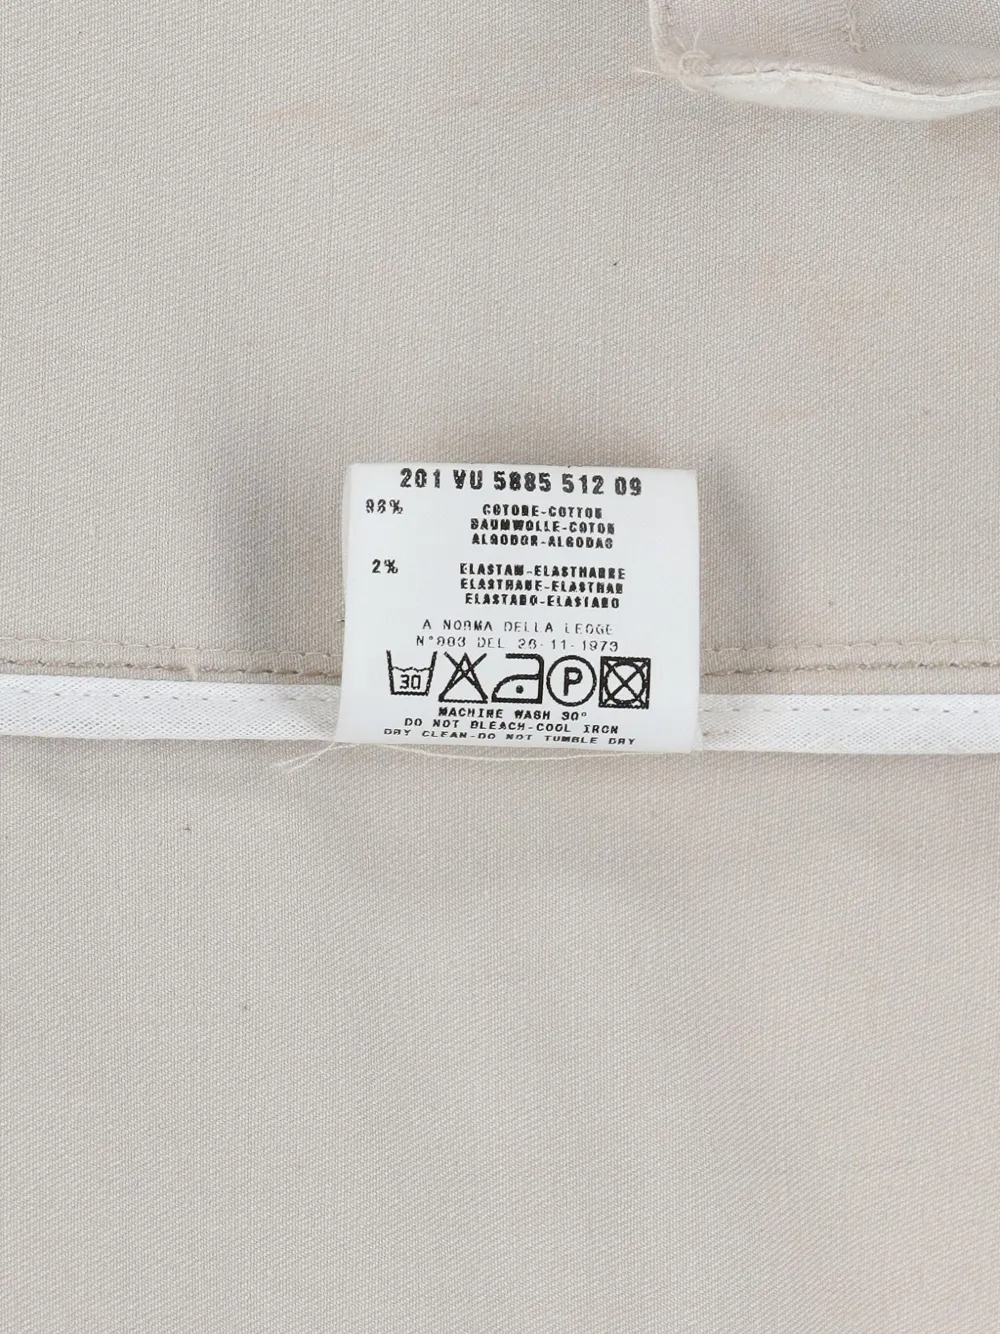 201 VU 5885 512 09
98% COTONE-COTTON
BAUMWOLLE-COTON
ALGODON-ALGODAO
2% ELASTAN-ELASTHANNE
ELASTHANE-ELASTHAN
ELASTANO-ELASTANO
A NORMA DELLA LEGGE
N°883 DEL 26-11-1973
30
P
MACHINE WASH 30°
DO NOT BLEACH-COOL IRON
DRY CLEAN-DO NOT TUMBLE DRY